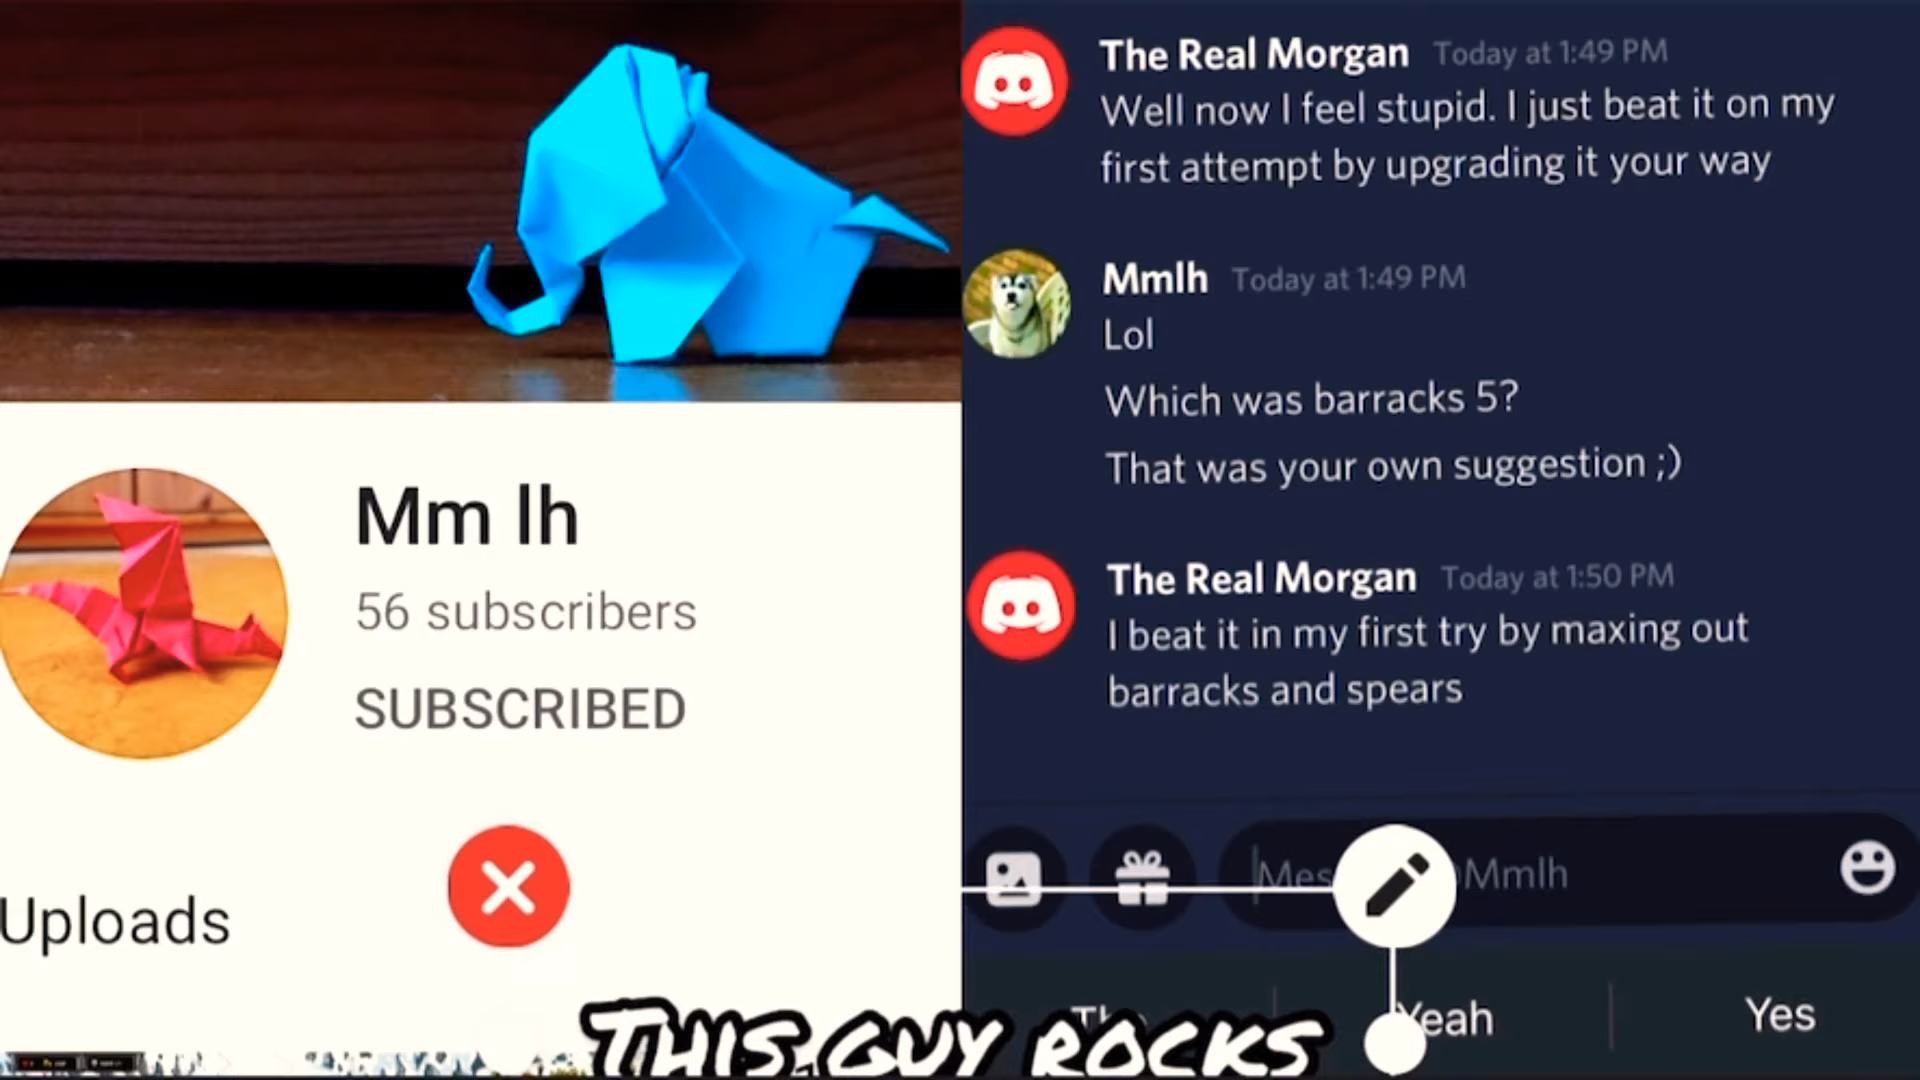 Mm lh
56 subscribers
SUBSCRIBED
Uploads
The Real Morgan Today at 1:49 PM
Well now I feel stupid. I just beat it on my
first attempt by upgrading it your way
Mmlh Today at 1:49 PM
Lol
Which was barracks 5?
That was your own suggestion ;)
The Real Morgan Today at 1:50 PM
I beat it in my first try by maxing out
barracks and spears
Mmlh
Yeah Yes
THIS GUY ROCKS